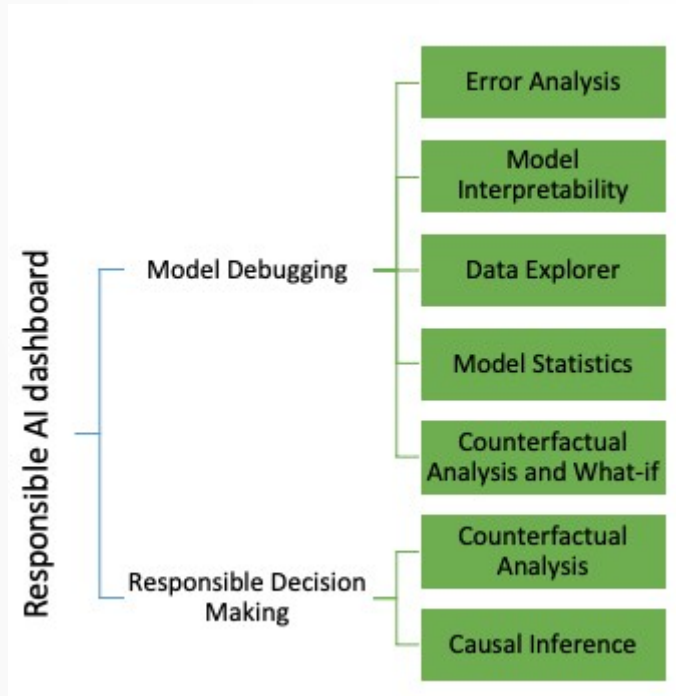 Responsible AI dashboard
Model Debugging
Error Analysis
Model
Interpretability
Data Explorer
Model Statistics
Counterfactual
Analysis and What-if
Responsible Decision
Making
Counterfactual
Analysis
Causal Inference